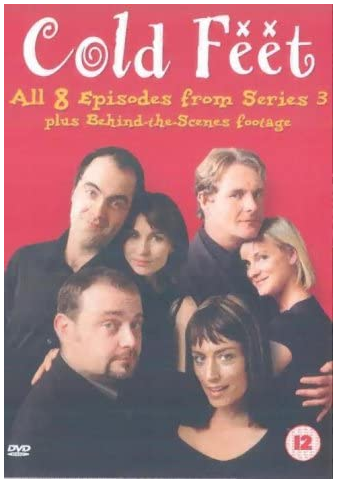 Cold Feet
All 8 Episodes from Series 3
plus Behind-the-Scenes footage
DVD
12